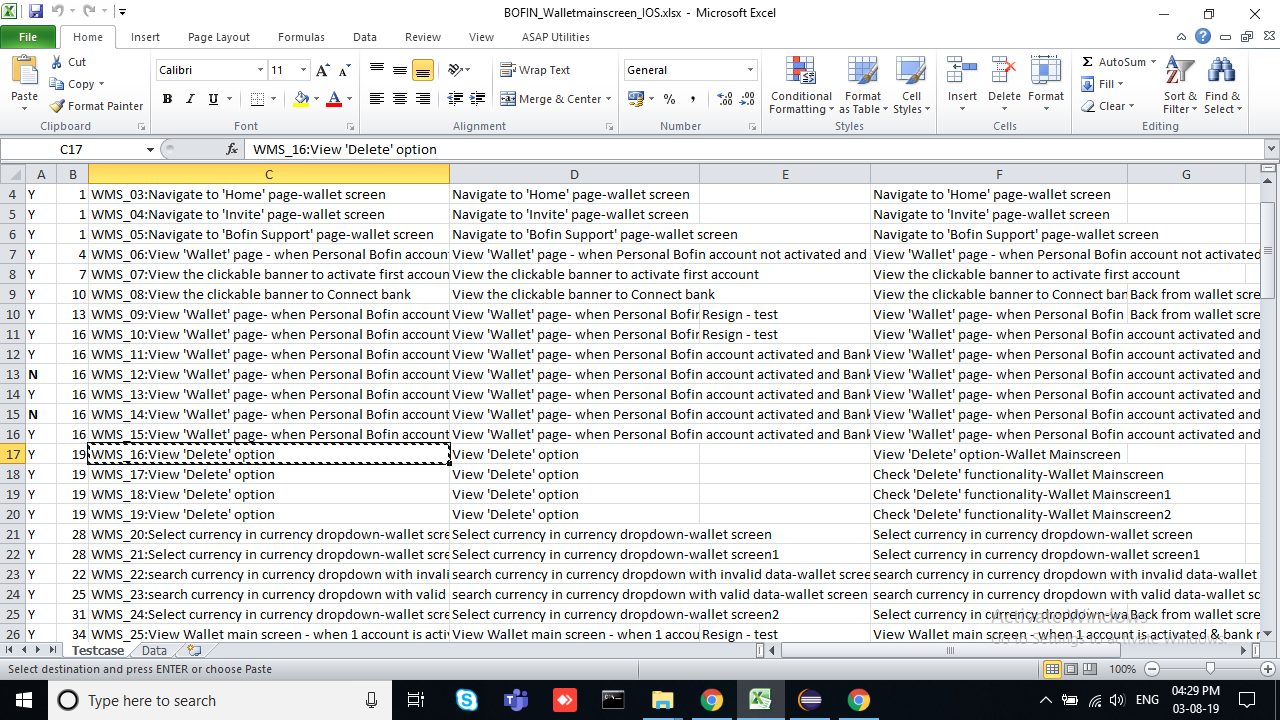 BOFIN_Walletmainscreen_IOS.xlsx - Microsoft Excel
File Home Insert Page Layout Formulas Data Review View ASAP Utilities
Paste Cut Copy Format Painter Clipboard
Calibri 11 A A B I U A Font
Wrap Text Merge & Center Alignment
General % , .00 Number
Conditional Formatting Format as Table Cell Styles Styles
Insert Delete Format Cells
Σ AutoSum Fill Clear Sort & Filter Find & Select Editing
C17 fx WMS_16:View 'Delete' option
A B C D E F G
4 Y 1 WMS_03:Navigate to 'Home' page-wallet screen Navigate to 'Home' page-wallet screen Navigate to 'Home' page-wallet screen
5 Y 1 WMS_04:Navigate to 'Invite' page-wallet screen Navigate to 'Invite' page-wallet screen Navigate to 'Invite' page-wallet screen
6 Y 1 WMS_05:Navigate to 'Bofin Support' page-wallet screen Navigate to 'Bofin Support' page-wallet screen Navigate to 'Bofin Support' page-wallet screen
7 Y 4 WMS_06:View 'Wallet' page - when Personal Bofin accoun View 'Wallet' page - when Personal Bofin account not activated and View 'Wallet' page - when Personal Bofin account not activated
8 Y 7 WMS_07:View the clickable banner to activate first accoun View the clickable banner to activate first account View the clickable banner to activate first account
9 Y 10 WMS_08:View the clickable banner to Connect bank View the clickable banner to Connect bank View the clickable banner to Connect ban Back from wallet scre
10 Y 13 WMS_09:View 'Wallet' page- when Personal Bofin account View 'Wallet' page- when Personal Bofin Resign - test View 'Wallet' page- when Personal Bofin Back from wallet scre
11 Y 16 WMS_10:View 'Wallet' page- when Personal Bofin account View 'Wallet' page- when Personal Bofin Resign - test View 'Wallet' page- when Personal Bofin account activated and
12 Y 16 WMS_11:View 'Wallet' page- when Personal Bofin account View 'Wallet' page- when Personal Bofin account activated and Bank View 'Wallet' page- when Personal Bofin account activated and
13 N 16 WMS_12:View 'Wallet' page- when Personal Bofin account View 'Wallet' page- when Personal Bofin account activated and Bank View 'Wallet' page- when Personal Bofin account activated and
14 Y 16 WMS_13:View 'Wallet' page- when Personal Bofin account View 'Wallet' page- when Personal Bofin account activated and Bank View 'Wallet' page- when Personal Bofin account activated and
15 N 16 WMS_14:View 'Wallet' page- when Personal Bofin account View 'Wallet' page- when Personal Bofin account activated and Bank View 'Wallet' page- when Personal Bofin account activated and
16 Y 16 WMS_15:View 'Wallet' page- when Personal Bofin account View 'Wallet' page- when Personal Bofin account activated and Bank View 'Wallet' page- when Personal Bofin account activated and
17 Y 19 WMS_16:View 'Delete' option View 'Delete' option View 'Delete' option-Wallet Mainscreen
18 Y 19 WMS_17:View 'Delete' option View 'Delete' option Check 'Delete' functionality-Wallet Mainscreen
19 Y 19 WMS_18:View 'Delete' option View 'Delete' option Check 'Delete' functionality-Wallet Mainscreen1
20 Y 19 WMS_19:View 'Delete' option View 'Delete' option Check 'Delete' functionality-Wallet Mainscreen2
21 Y 28 WMS_20:Select currency in currency dropdown-wallet scre Select currency in currency dropdown-wallet screen Select currency in currency dropdown-wallet screen
22 Y 28 WMS_21:Select currency in currency dropdown-wallet scre Select currency in currency dropdown-wallet screen1 Select currency in currency dropdown-wallet screen1
23 Y 22 WMS_22:search currency in currency dropdown with invali search currency in currency dropdown with invalid data-wallet scree search currency in currency dropdown with invalid data-wallet
24 Y 25 WMS_23:search currency in currency dropdown with valid search currency in currency dropdown with valid data-wallet screen search currency in currency dropdown with valid data-wallet sc
25 Y 31 WMS_24:Select currency in currency dropdown-wallet scre Select currency in currency dropdown-wallet screen2 Select currency in currency dropdown-wal Back from wallet scre
26 Y 34 WMS_25:View Wallet main screen - when 1 account is acti View Wallet main screen - when 1 accou Resign - test View Wallet main screen - when 1 account is activated & bank
Activate Windows
Go to settings to activate Windows.
Testcase Data
Select destination and press ENTER or choose Paste 100%
Type here to search ENG 04:29 PM
03-08-19